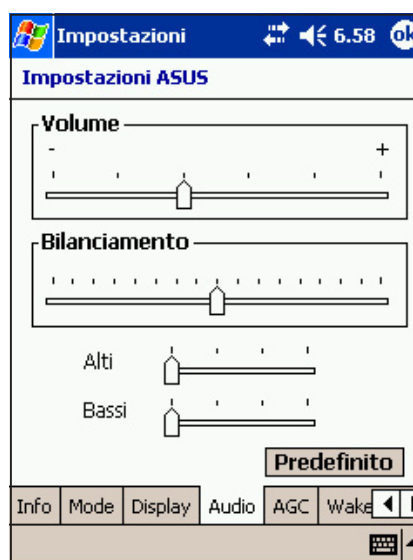 Impostazioni 6.58 ok
Impostazioni ASUS
Volume
- +
Bilanciamento
Alti
Bassi
Predefinito
Info Mode Display Audio AGC Wake